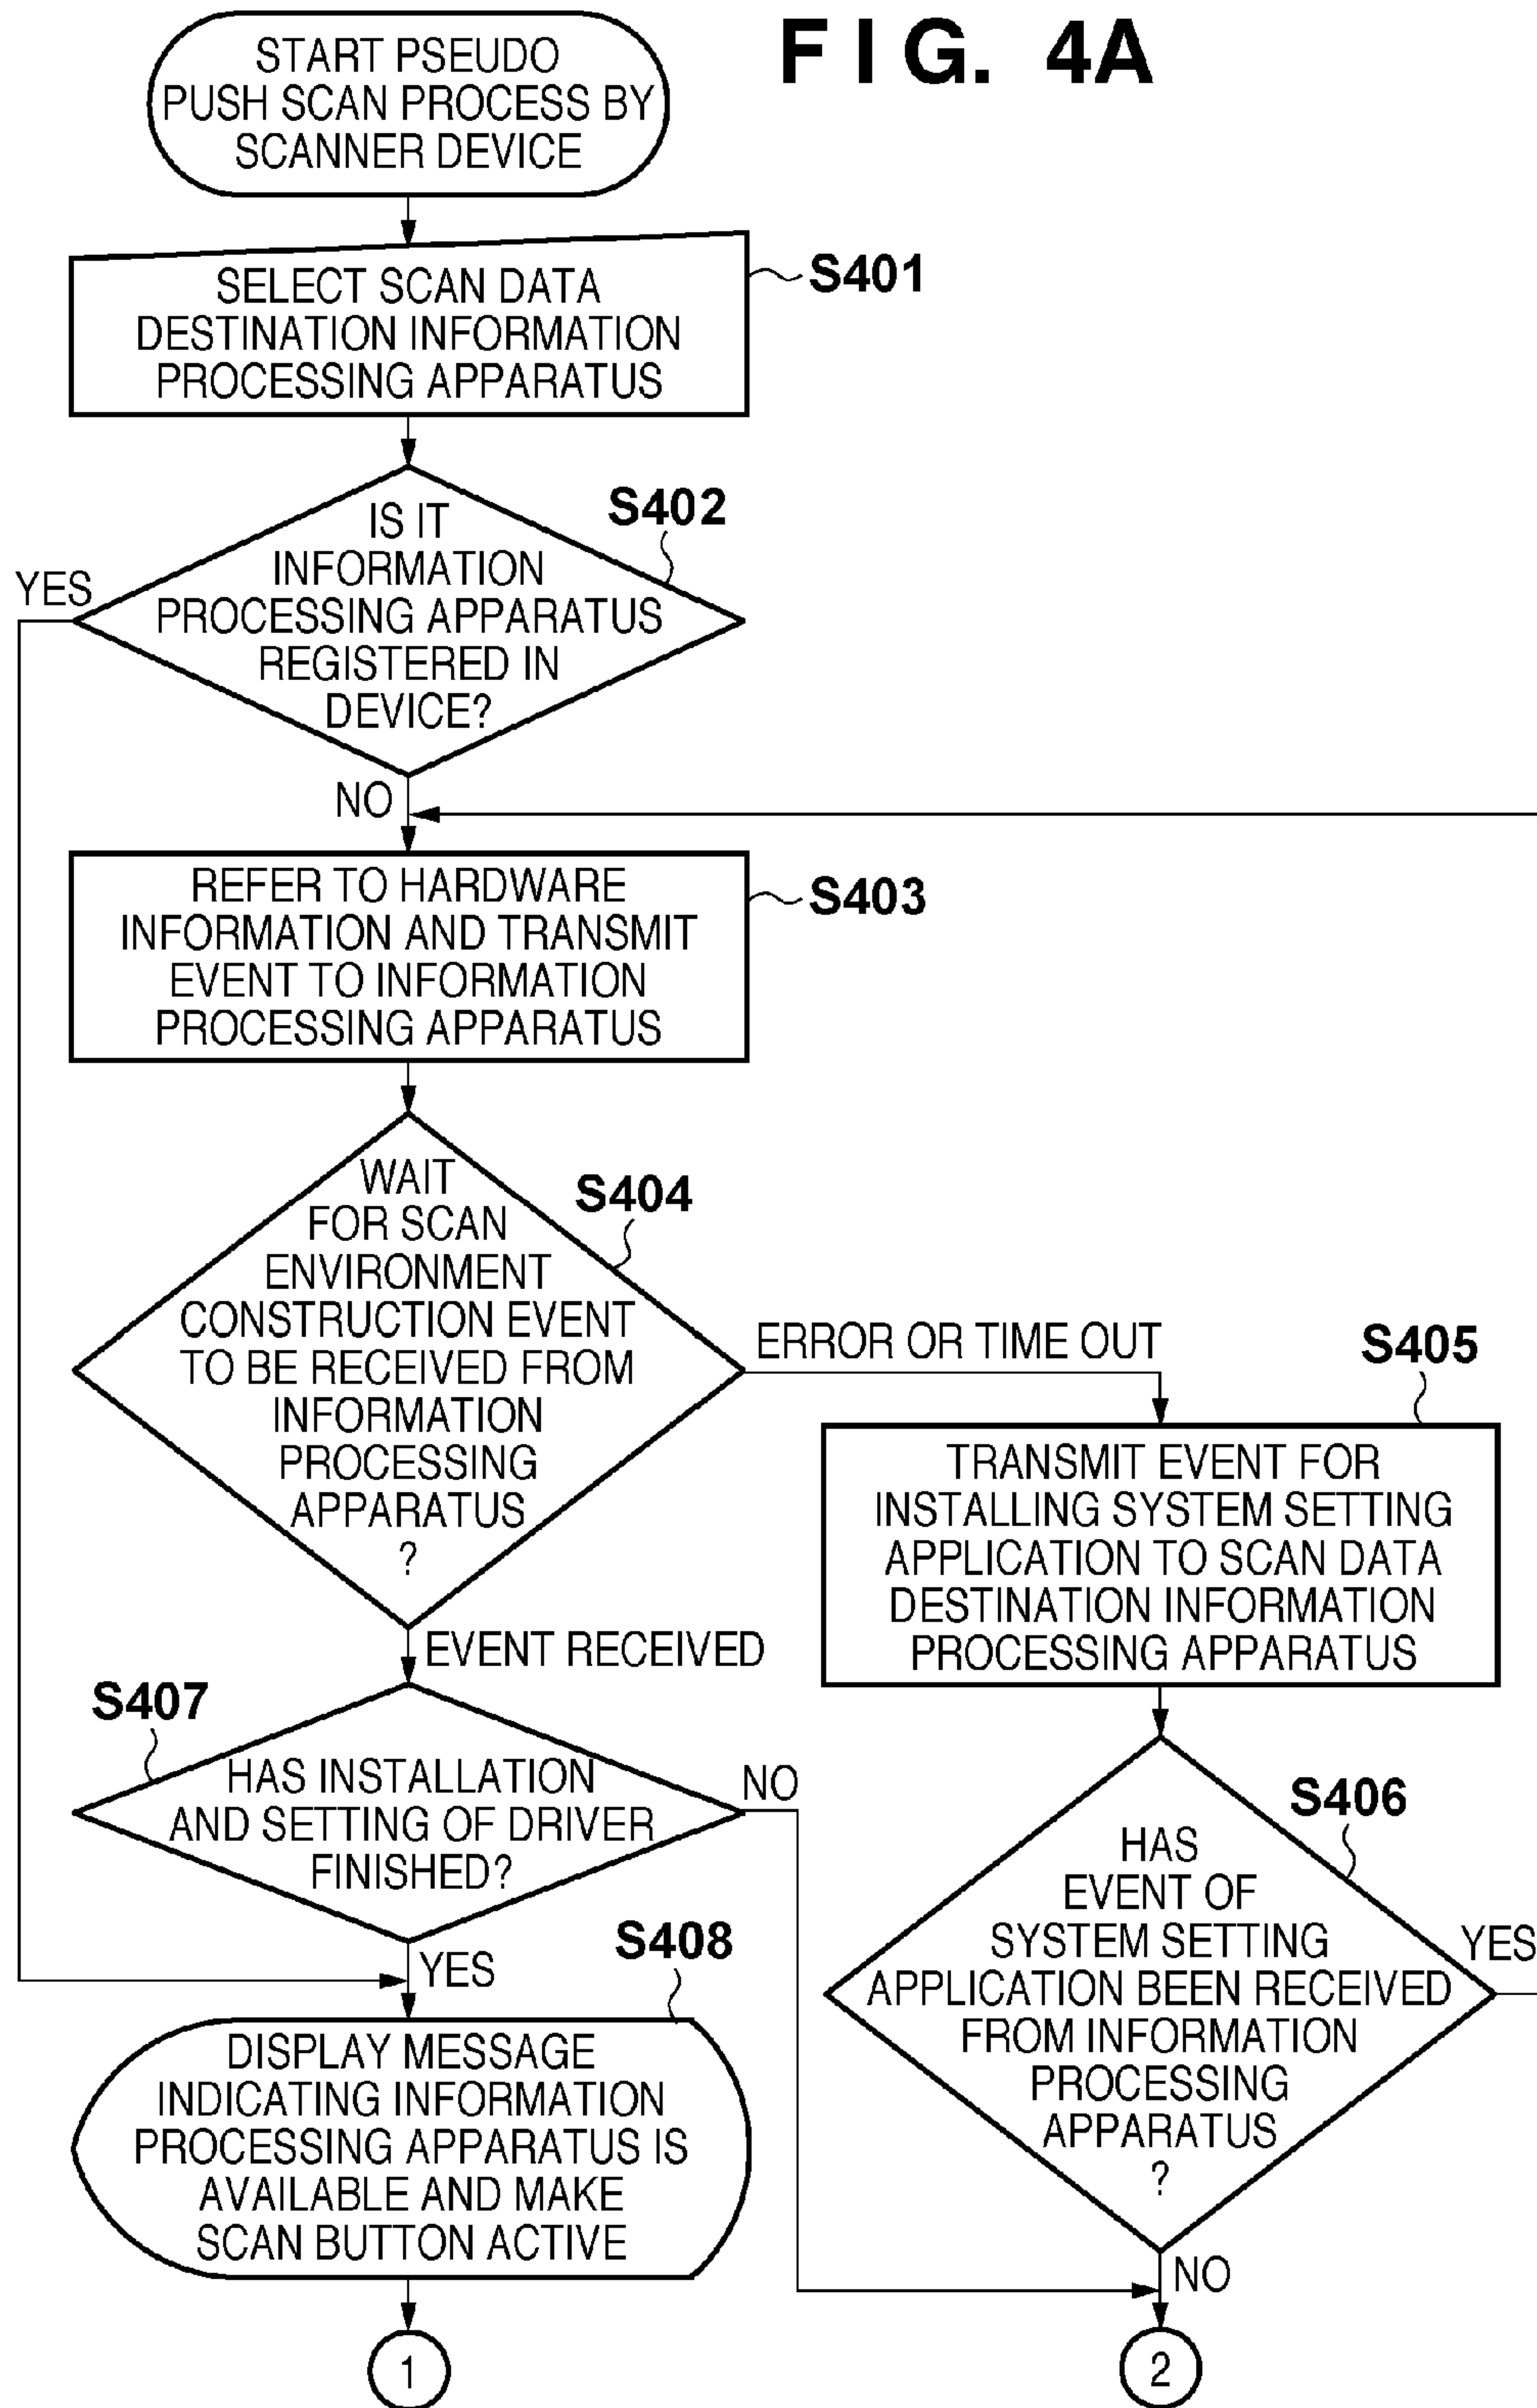 FIG. 4A
START PSEUDO
PUSH SCAN PROCESS BY
SCANNER DEVICE
S401
SELECT SCAN DATA
DESTINATION INFORMATION
PROCESSING APPARATUS
S402
IS IT
INFORMATION
PROCESSING APPARATUS
REGISTERED IN
DEVICE?
YES
NO
S403
REFER TO HARDWARE
INFORMATION AND TRANSMIT
EVENT TO INFORMATION
PROCESSING APPARATUS
S404
WAIT
FOR SCAN
ENVIRONMENT
CONSTRUCTION EVENT
TO BE RECEIVED FROM
INFORMATION
PROCESSING
APPARATUS
?
ERROR OR TIME OUT
EVENT RECEIVED
S405
TRANSMIT EVENT FOR
INSTALLING SYSTEM SETTING
APPLICATION TO SCAN DATA
DESTINATION INFORMATION
PROCESSING APPARATUS
S407
HAS INSTALLATION
AND SETTING OF DRIVER
FINISHED?
NO
YES
S406
HAS
EVENT OF
SYSTEM SETTING
APPLICATION BEEN RECEIVED
FROM INFORMATION
PROCESSING
APPARATUS
?
YES
NO
S408
DISPLAY MESSAGE
INDICATING INFORMATION
PROCESSING APPARATUS IS
AVAILABLE AND MAKE
SCAN BUTTON ACTIVE
1
2